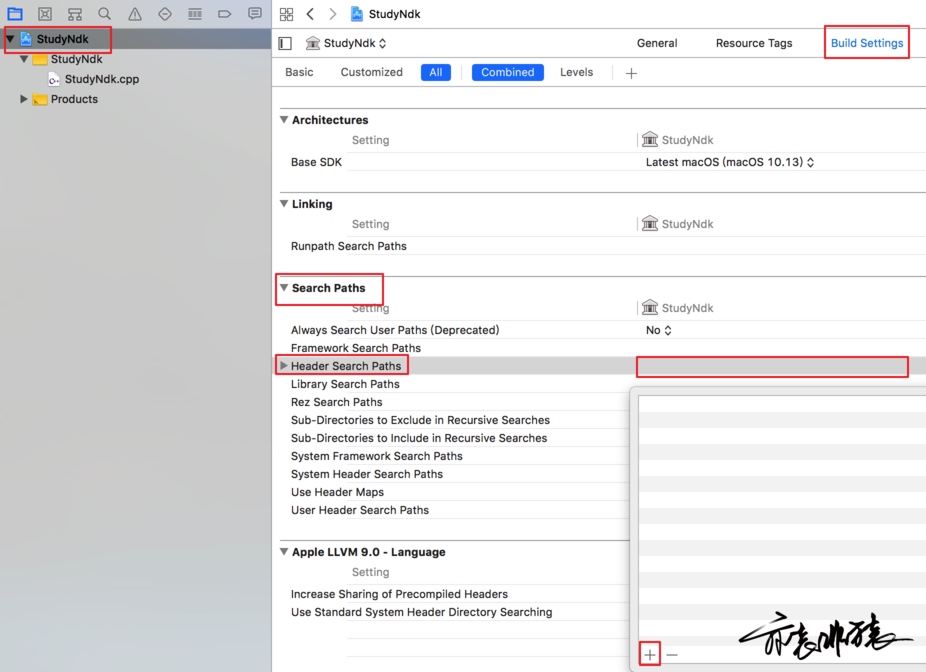 StudyNdk
StudyNdk
StudyNdk.cpp
Products
StudyNdk
StudyNdk General Resource Tags Build Settings
Basic Customized All Combined Levels +
Architectures
Setting StudyNdk
Base SDK Latest macOS (macOS 10.13)
Linking
Setting StudyNdk
Runpath Search Paths
Search Paths
Setting StudyNdk
Always Search User Paths (Deprecated) No
Framework Search Paths
Header Search Paths
Library Search Paths
Rez Search Paths
Sub-Directories to Exclude in Recursive Searches
Sub-Directories to Include in Recursive Searches
System Framework Search Paths
System Header Search Paths
Use Header Maps
User Header Search Paths
Apple LLVM 9.0 - Language
Setting
Increase Sharing of Precompiled Headers
Use Standard System Header Directory Searching